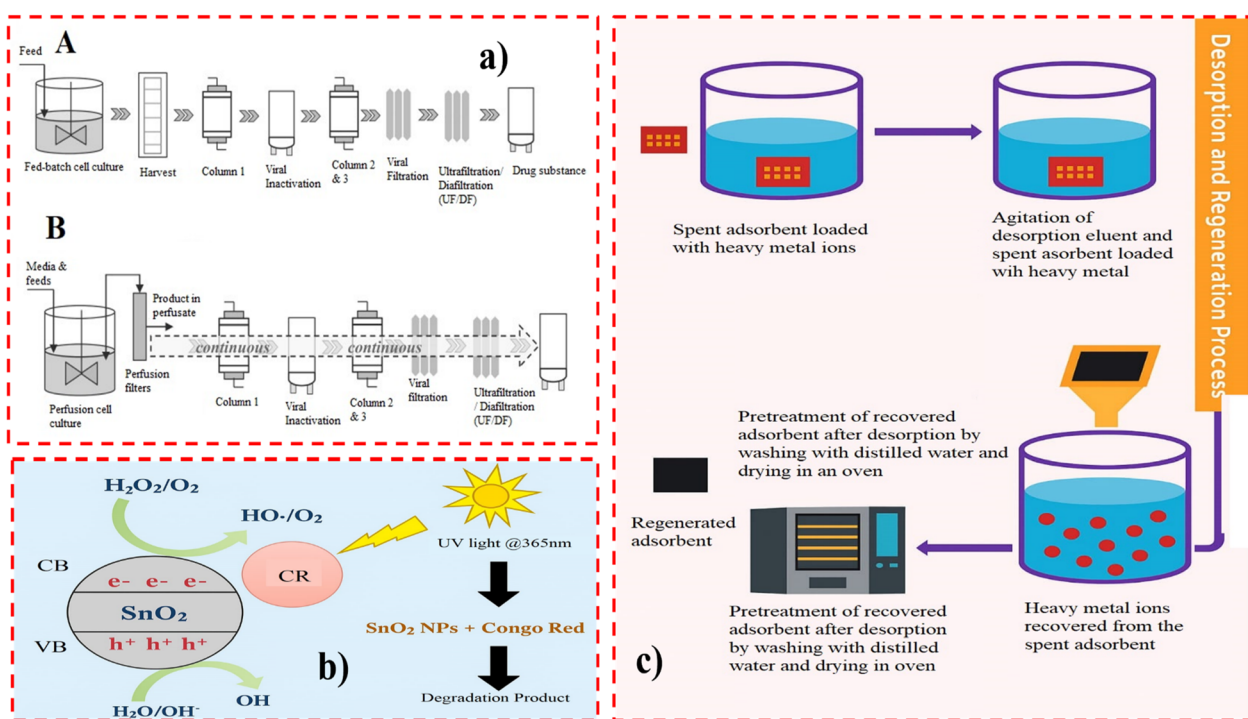 A
a)
Feed
Fed-batch cell culture
Harvest
Column 1
Viral
Inactivation
Column 2
& 3
Viral
Filtration
Ultrafiltration/
Diafiltration
(UF/DF)
Drug substance
B
Media &
feeds
Product in
perfusate
continuous
continuous
Perfusion
filters
Perfusion cell
culture
Column 1
Viral
Inactivation
Column 2
& 3
Viral
filtration
Ultrafiltration
/ Diafiltration
(UF/DF)
H₂O₂/O₂
HO·/O₂
CB
e- e- e-
SnO₂
VB
h⁺ h⁺ h⁺
H₂O/OH⁻
OH
CR
UV light @365nm
SnO₂ NPs + Congo Red
Degradation Product
b)
Desorption and Regeneration Process
Spent adsorbent loaded
with heavy metal ions
Agitation of
desorption eluent and
spent asorbent loaded
wih heavy metal
Pretreatment of recovered
adsorbent after desorption by
washing with distilled water and
drying in an oven
Regenerated
adsorbent
Pretreatment of recovered
adsorbent after desorption
by washing with distilled
water and drying in oven
Heavy metal ions
recovered from the
spent adsorbent
c)